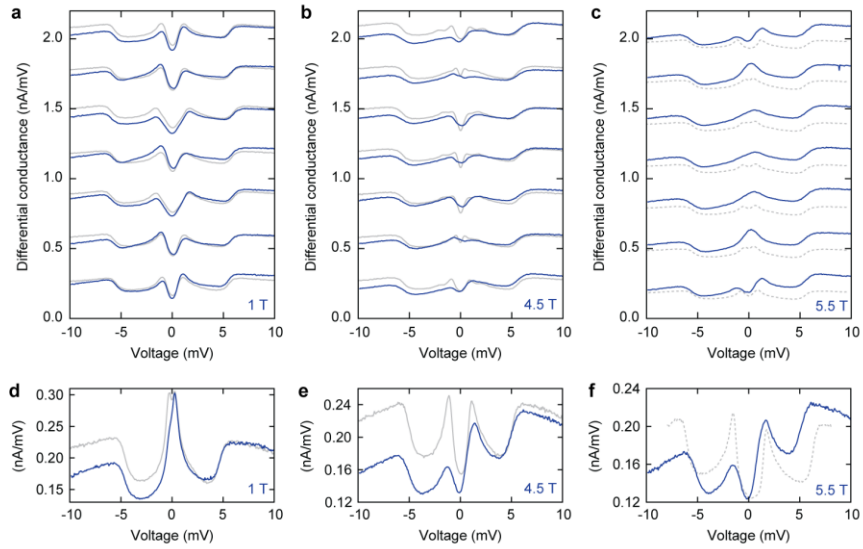 a
b
c
Differential conductance (nA/mV)
2.0
1.5
1.0
0.5
0.0
1 T
-10 -5 0 5 10
Voltage (mV)
Differential conductance (nA/mV)
2.0
1.5
1.0
0.5
0.0
4.5 T
-10 -5 0 5 10
Voltage (mV)
Differential conductance (nA/mV)
2.0
1.5
1.0
0.5
0.0
5.5 T
-10 -5 0 5 10
Voltage (mV)
d
e
f
(nA/mV)
0.30
0.25
0.20
0.15
1 T
-10 -5 0 5 10
Voltage (mV)
(nA/mV)
0.24
0.20
0.16
0.12
4.5 T
-10 -5 0 5 10
Voltage (mV)
(nA/mV)
0.24
0.20
0.16
0.12
5.5 T
-10 -5 0 5 10
Voltage (mV)